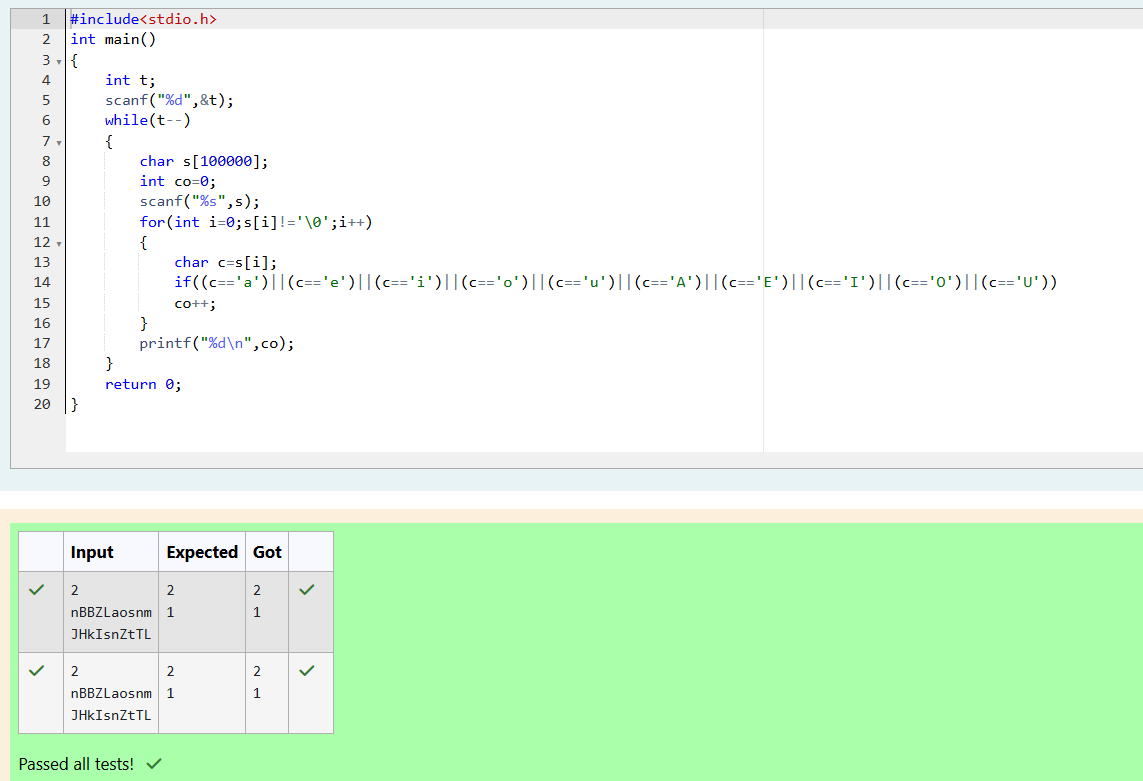 1 #include<stdio.h>
2 int main()
3 {
4     int t;
5     scanf("%d",&t);
6     while(t--)
7     {
8         char s[100000];
9         int co=0;
10         scanf("%s",s);
11         for(int i=0;s[i]!='\0';i++)
12         {
13             char c=s[i];
14             if((c=='a')||(c=='e')||(c=='i')||(c=='o')||(c=='u')||(c=='A')||(c=='E')||(c=='I')||(c=='O')||(c=='U'))
15             co++;
16         }
17         printf("%d\n",co);
18     }
19     return 0;
20 }
Input Expected Got
2 2 2
nBBZLaosnm 1 1
JHkIsnZtTL
2 2 2
nBBZLaosnm 1 1
JHkIsnZtTL
Passed all tests!